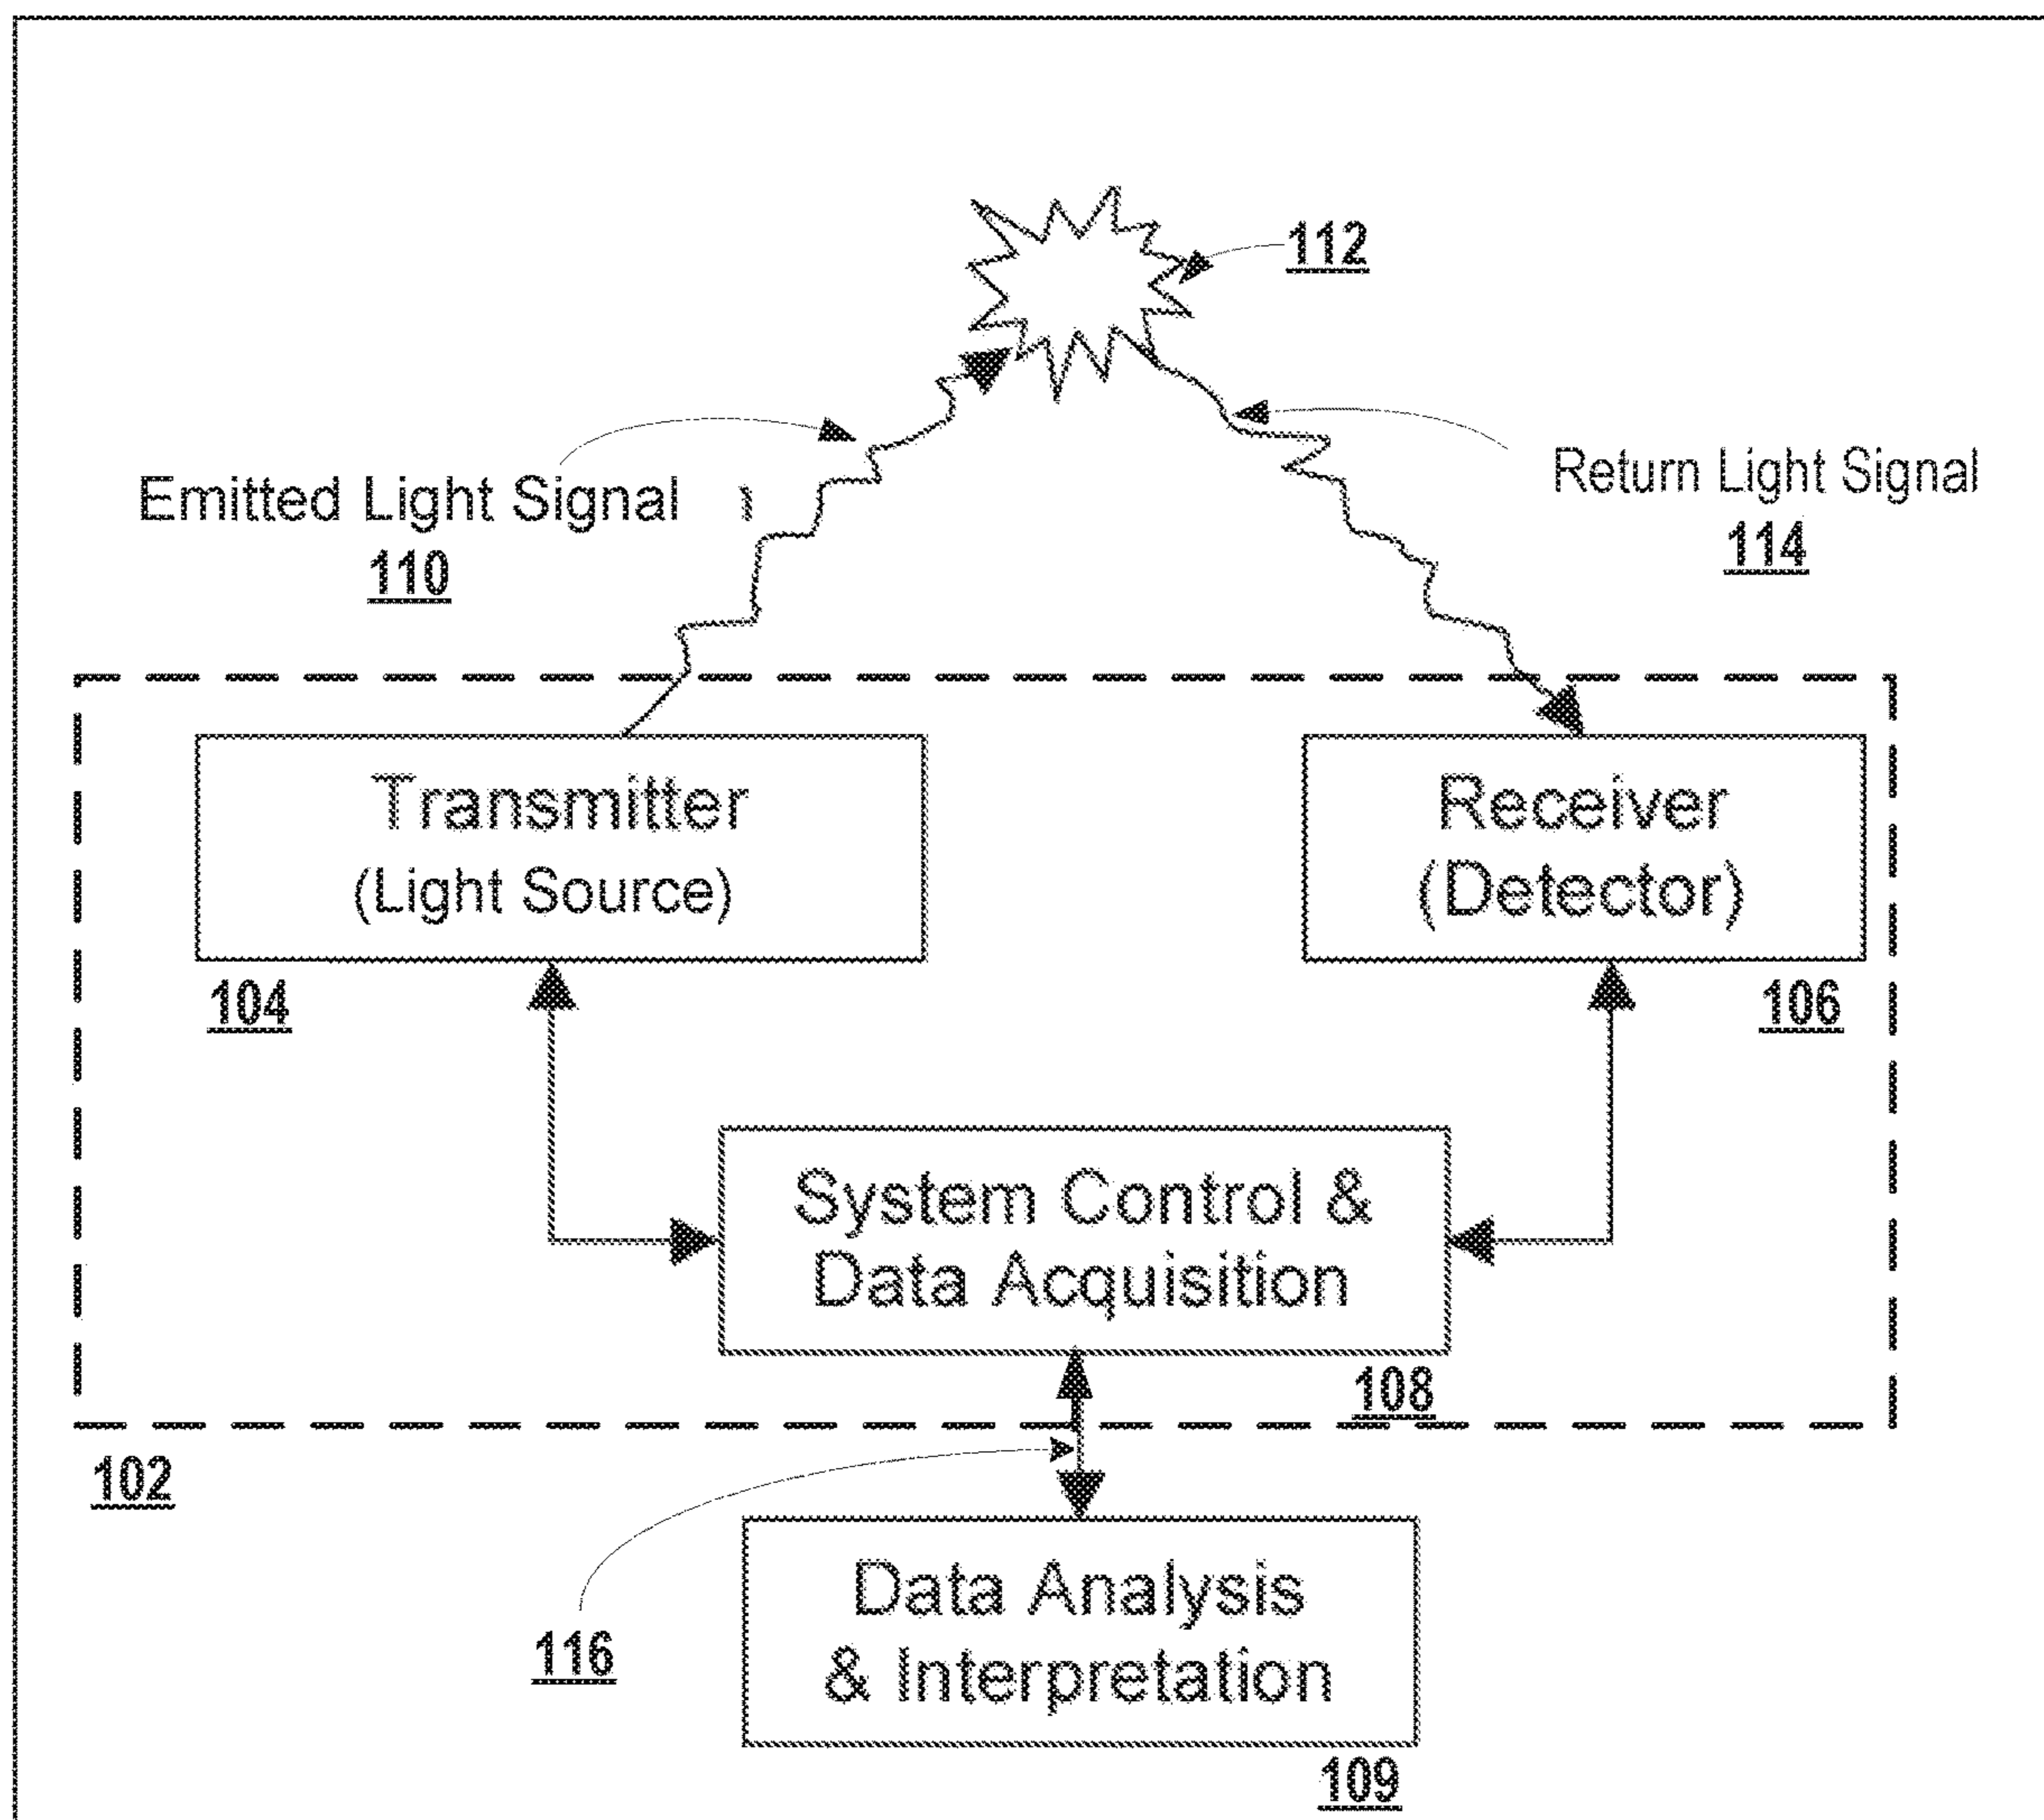 112
Emitted Light Signal
110
Return Light Signal
114
Transmitter
(Light Source)
104
Receiver
(Detector)
106
System Control &
Data Acquisition
108
102
116
Data Analysis
& Interpretation
109